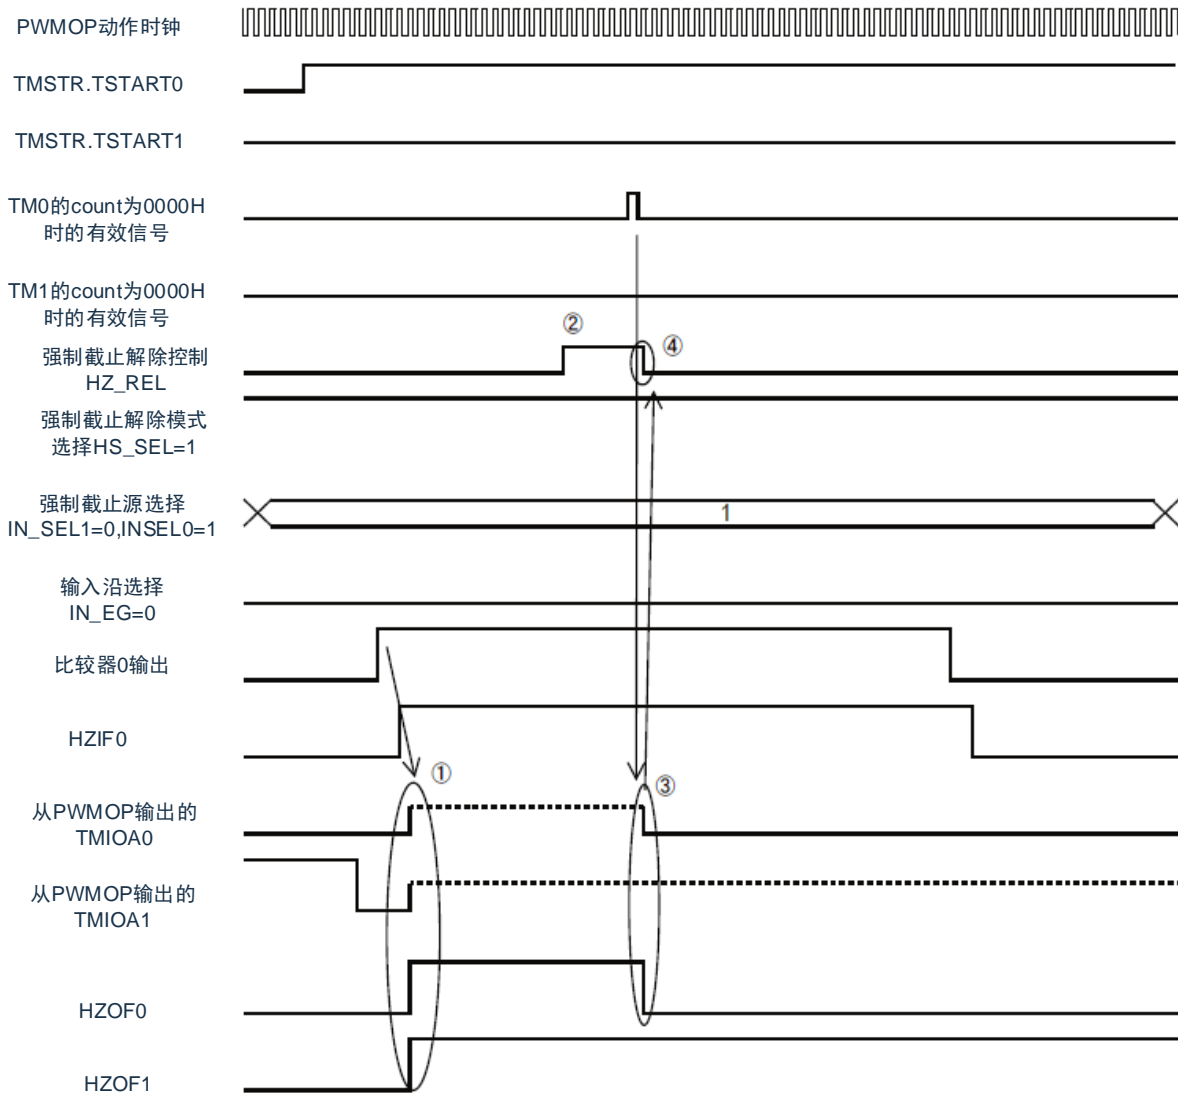 PWMOP动作时钟
TMSTR.TSTART0
TMSTR.TSTART1
TM0的count为0000H
时的有效信号
TM1的count为0000H
时的有效信号
②
强制截止解除控制
HZ_REL
④
强制截止解除模式
选择HS_SEL=1
强制截止源选择
IN_SEL1=0,INSEL0=1
1
输入沿选择
IN_EG=0
比较器0输出
HZIF0
①
③
从PWMOP输出的
TMIOA0
从PWMOP输出的
TMIOA1
HZOF0
HZOF1